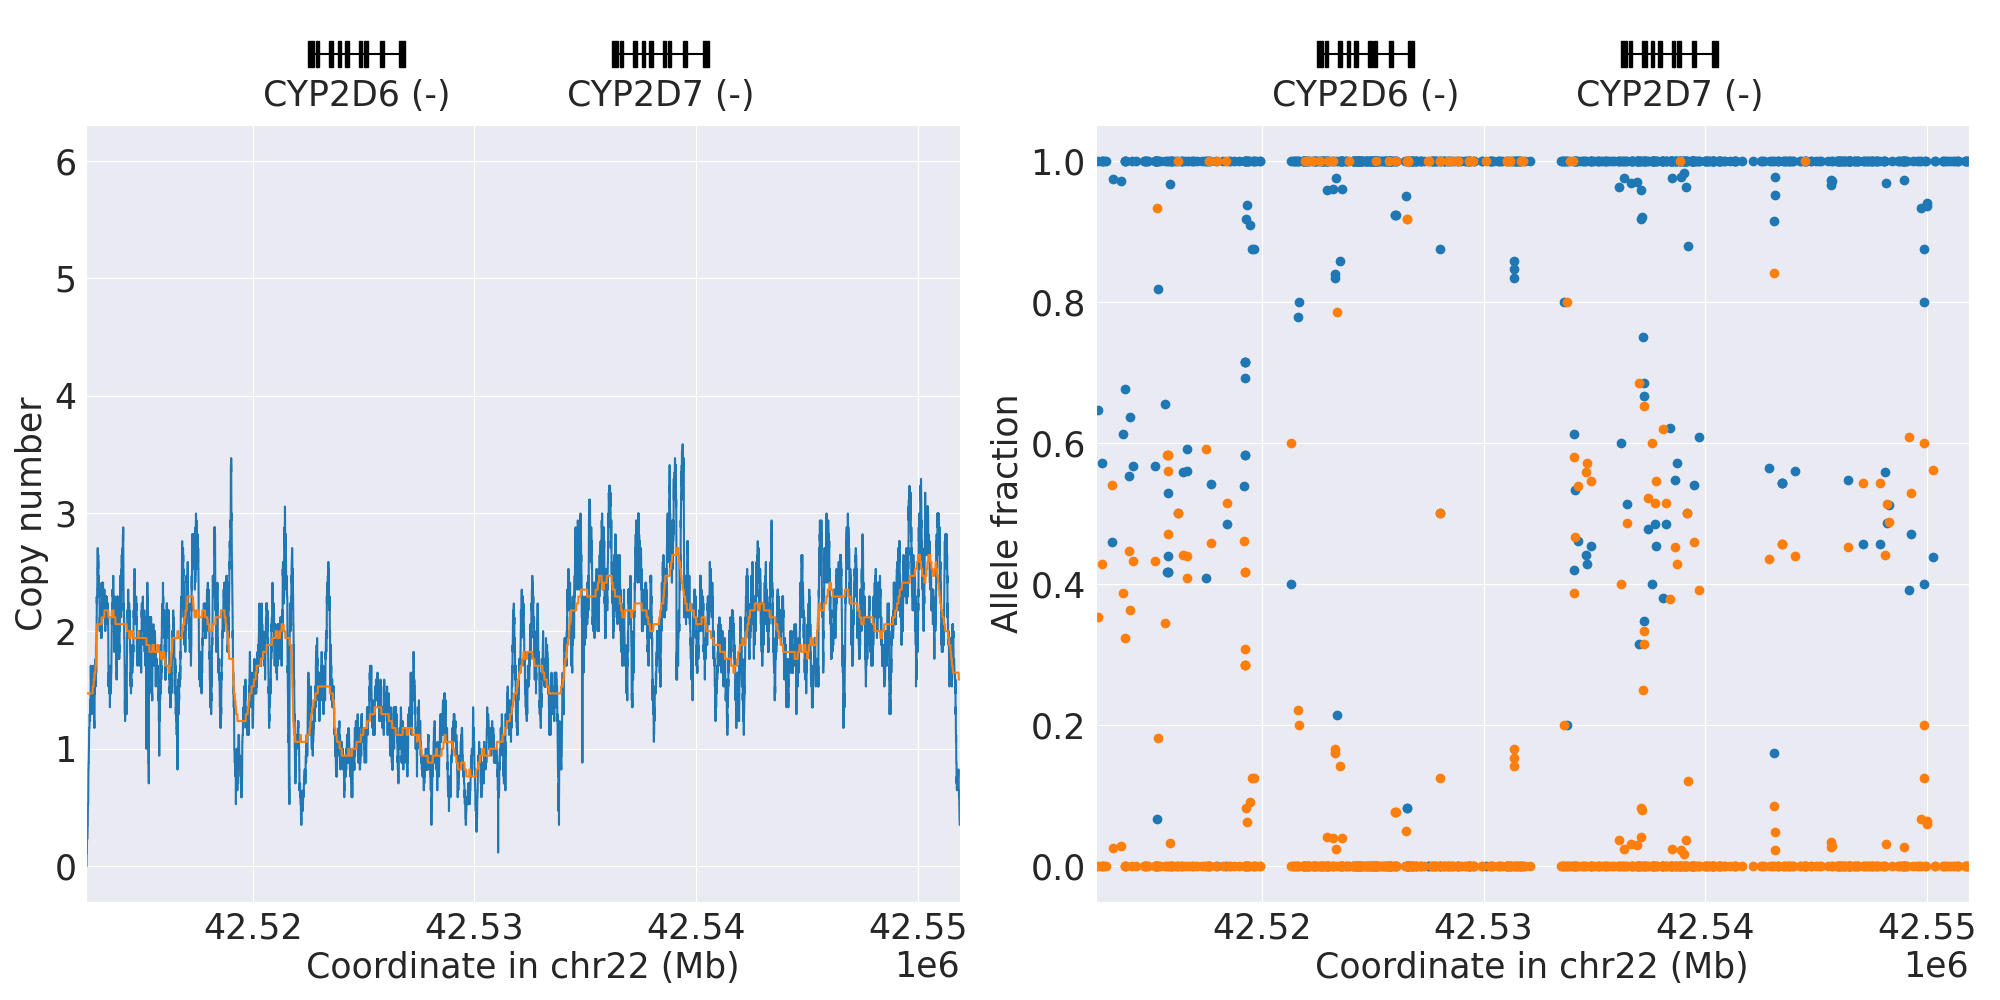 CYP2D6 (-)
CYP2D7 (-)
CYP2D6 (-)
CYP2D7 (-)
6
5
4
3
2
1
0
Copy number
42.52
42.53
42.54
42.55
1e6
Coordinate in chr22 (Mb)
1.0
0.8
0.6
0.4
0.2
0.0
Allele fraction
42.52
42.53
42.54
42.55
1e6
Coordinate in chr22 (Mb)